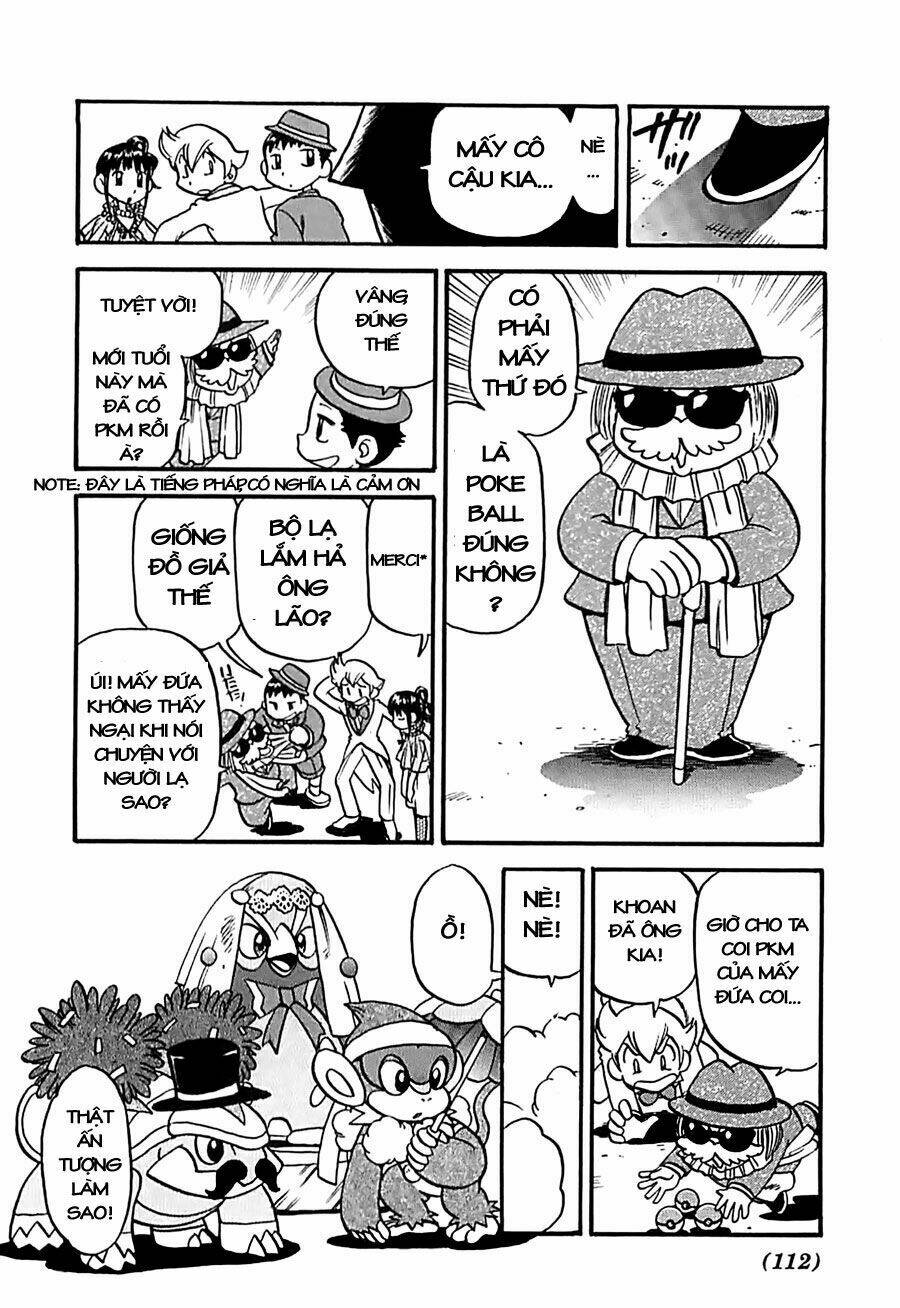 NÈ
...
MẤY CÔ
CẬU KIA...
CÓ
PHẢI
MẤY
THỨ ĐÓ
LÀ
POKE
BALL
ĐÚNG
KHÔNG
?
VÂNG,
ĐÚNG
THẾ
TUYỆT VỜI!
MỚI TUỔI
NÀY MÀ
ĐÃ CÓ
PKM RỒI
À?
NOTE: ĐÂY LÀ TIẾNG PHÁP,CÓ NGHĨA LÀ CẢM ƠN
MERCI*
BỘ LẠ
LẮM HẢ
ÔNG
LÃO?
GIỐNG
ĐỒ GIẢ
THẾ
ÚI! MẤY ĐỨA
KHÔNG THẤY
NGẠI KHI NÓI
CHUYỆN VỚI
NGƯỜI LẠ
SAO?
GIỜ CHO TA
COI PKM
CỦA MẤY
ĐỨA COI...
KHOAN
ĐÃ ÔNG
KIA!
NÈ!
NÈ!
Ồ!
THẬT
ẤN
TƯỢNG
LÀM
SAO!
(112)